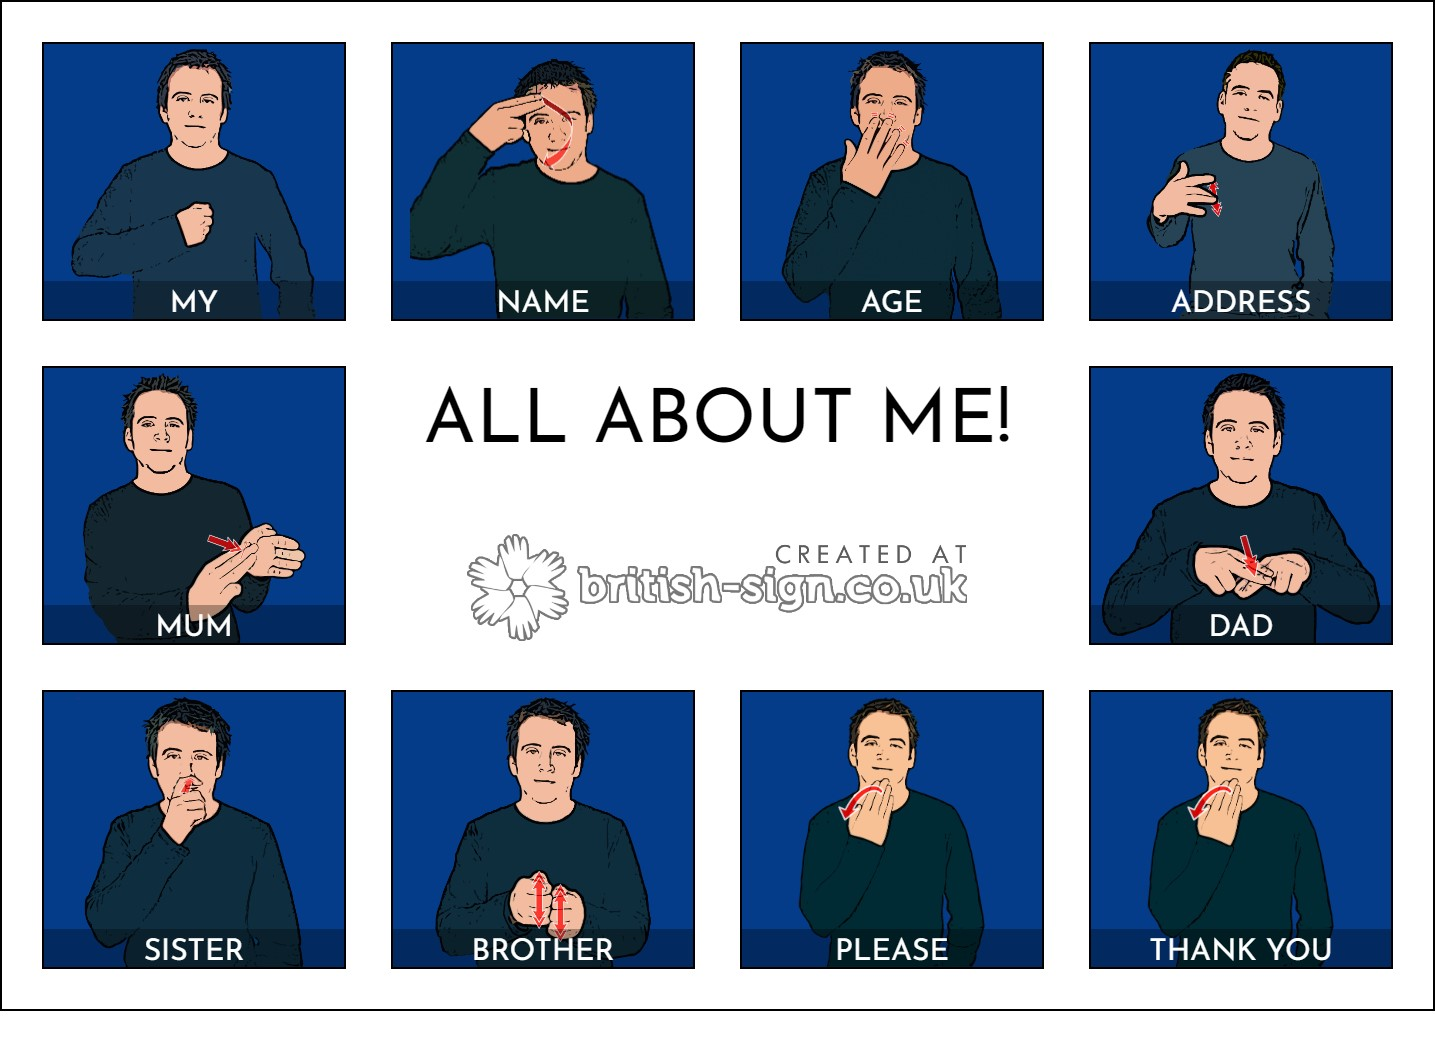 MY
NAME
AGE
ADDRESS
ALL ABOUT ME!
CREATED AT
british-sign.co.uk
MUM
DAD
SISTER
BROTHER
PLEASE
THANK YOU